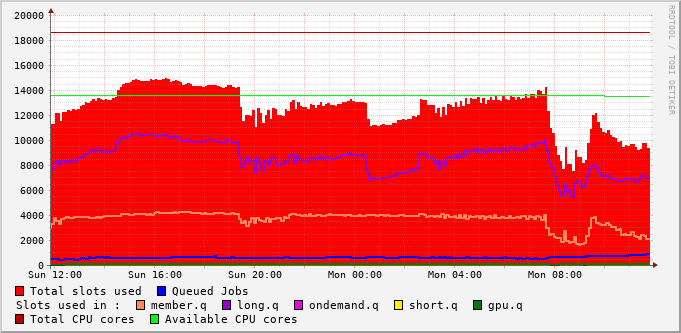 20000
18000
16000
14000
12000
10000
8000
6000
4000
2000
0
Sun 12:00 Sun 16:00 Sun 20:00 Mon 00:00 Mon 04:00 Mon 08:00
Total slots used Queued Jobs
Slots used in : member.q long.q ondemand.q short.q gpu.q
Total CPU cores Available CPU cores
RRDTOOL / TOBI OETIKER